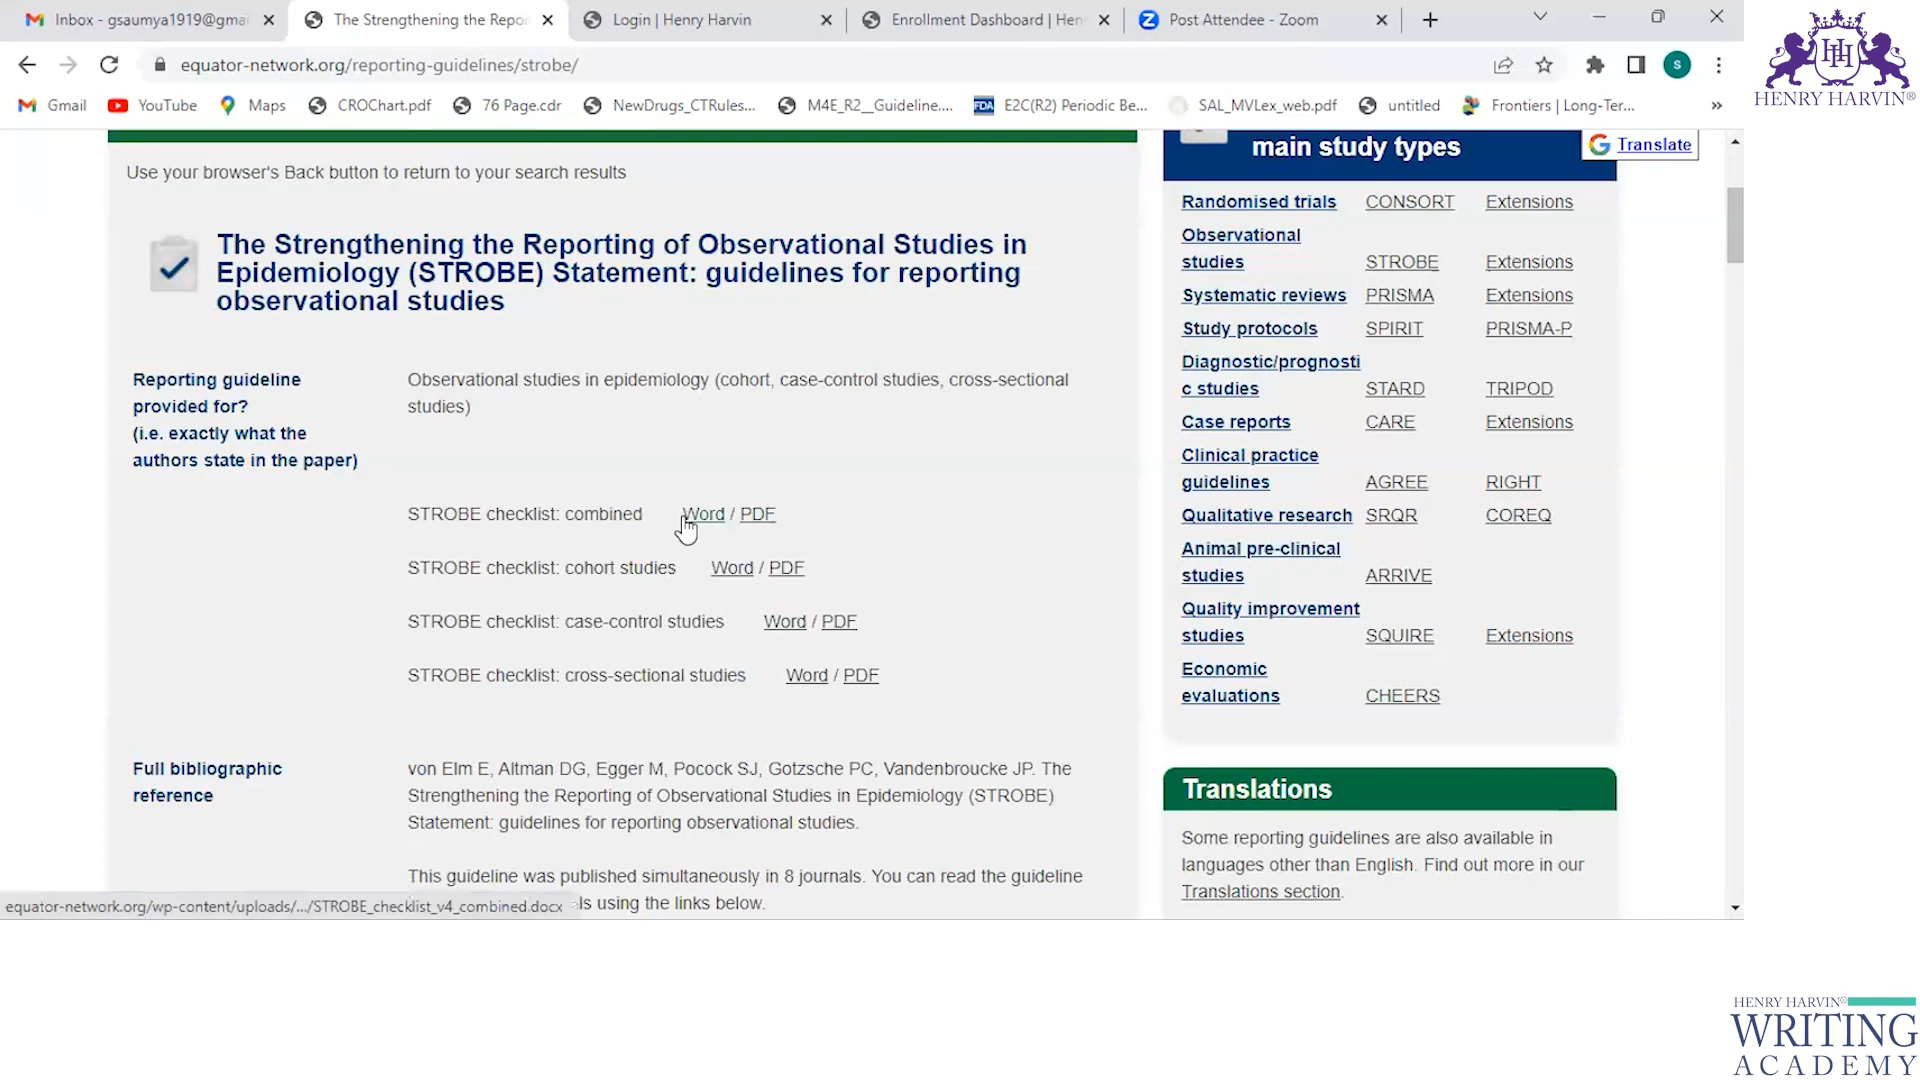 Inbox - gsaumya1919@gmai
The Strengthening the Repor
Login | Henry Harvin
Enrollment Dashboard | Hen
Post Attendee - Zoom
equator-network.org/reporting-guidelines/strobe/
S
Gmail
YouTube
Maps
CROChart.pdf
76 Page.cdr
NewDrugs_CTRules...
M4E_R2__Guideline....
FDA
E2C(R2) Periodic Be...
SAL_MVLex_web.pdf
untitled
Frontiers | Long-Ter...
»
HH
HENRY HARVIN®
Use your browser's Back button to return to your search results
The Strengthening the Reporting of Observational Studies in
Epidemiology (STROBE) Statement: guidelines for reporting
observational studies
Reporting guideline
provided for?
(i.e. exactly what the
authors state in the paper)
Observational studies in epidemiology (cohort, case-control studies, cross-sectional
studies)
STROBE checklist: combined Word / PDF
STROBE checklist: cohort studies Word / PDF
STROBE checklist: case-control studies Word / PDF
STROBE checklist: cross-sectional studies Word / PDF
Full bibliographic
reference
von Elm E, Altman DG, Egger M, Pocock SJ, Gotzsche PC, Vandenbroucke JP. The
Strengthening the Reporting of Observational Studies in Epidemiology (STROBE)
Statement: guidelines for reporting observational studies.
This guideline was published simultaneously in 8 journals. You can read the guideline
ls using the links below.
equator-network.org/wp-content/uploads/.../STROBE_checklist_v4_combined.docx
main study types
Translate
Randomised trials CONSORT Extensions
Observational
studies STROBE Extensions
Systematic reviews PRISMA Extensions
Study protocols SPIRIT PRISMA-P
Diagnostic/prognosti
c studies STARD TRIPOD
Case reports CARE Extensions
Clinical practice
guidelines AGREE RIGHT
Qualitative research SRQR COREQ
Animal pre-clinical
studies ARRIVE
Quality improvement
studies SQUIRE Extensions
Economic
evaluations CHEERS
Translations
Some reporting guidelines are also available in
languages other than English. Find out more in our
Translations section.
HENRY HARVIN®
WRITING
ACADEMY